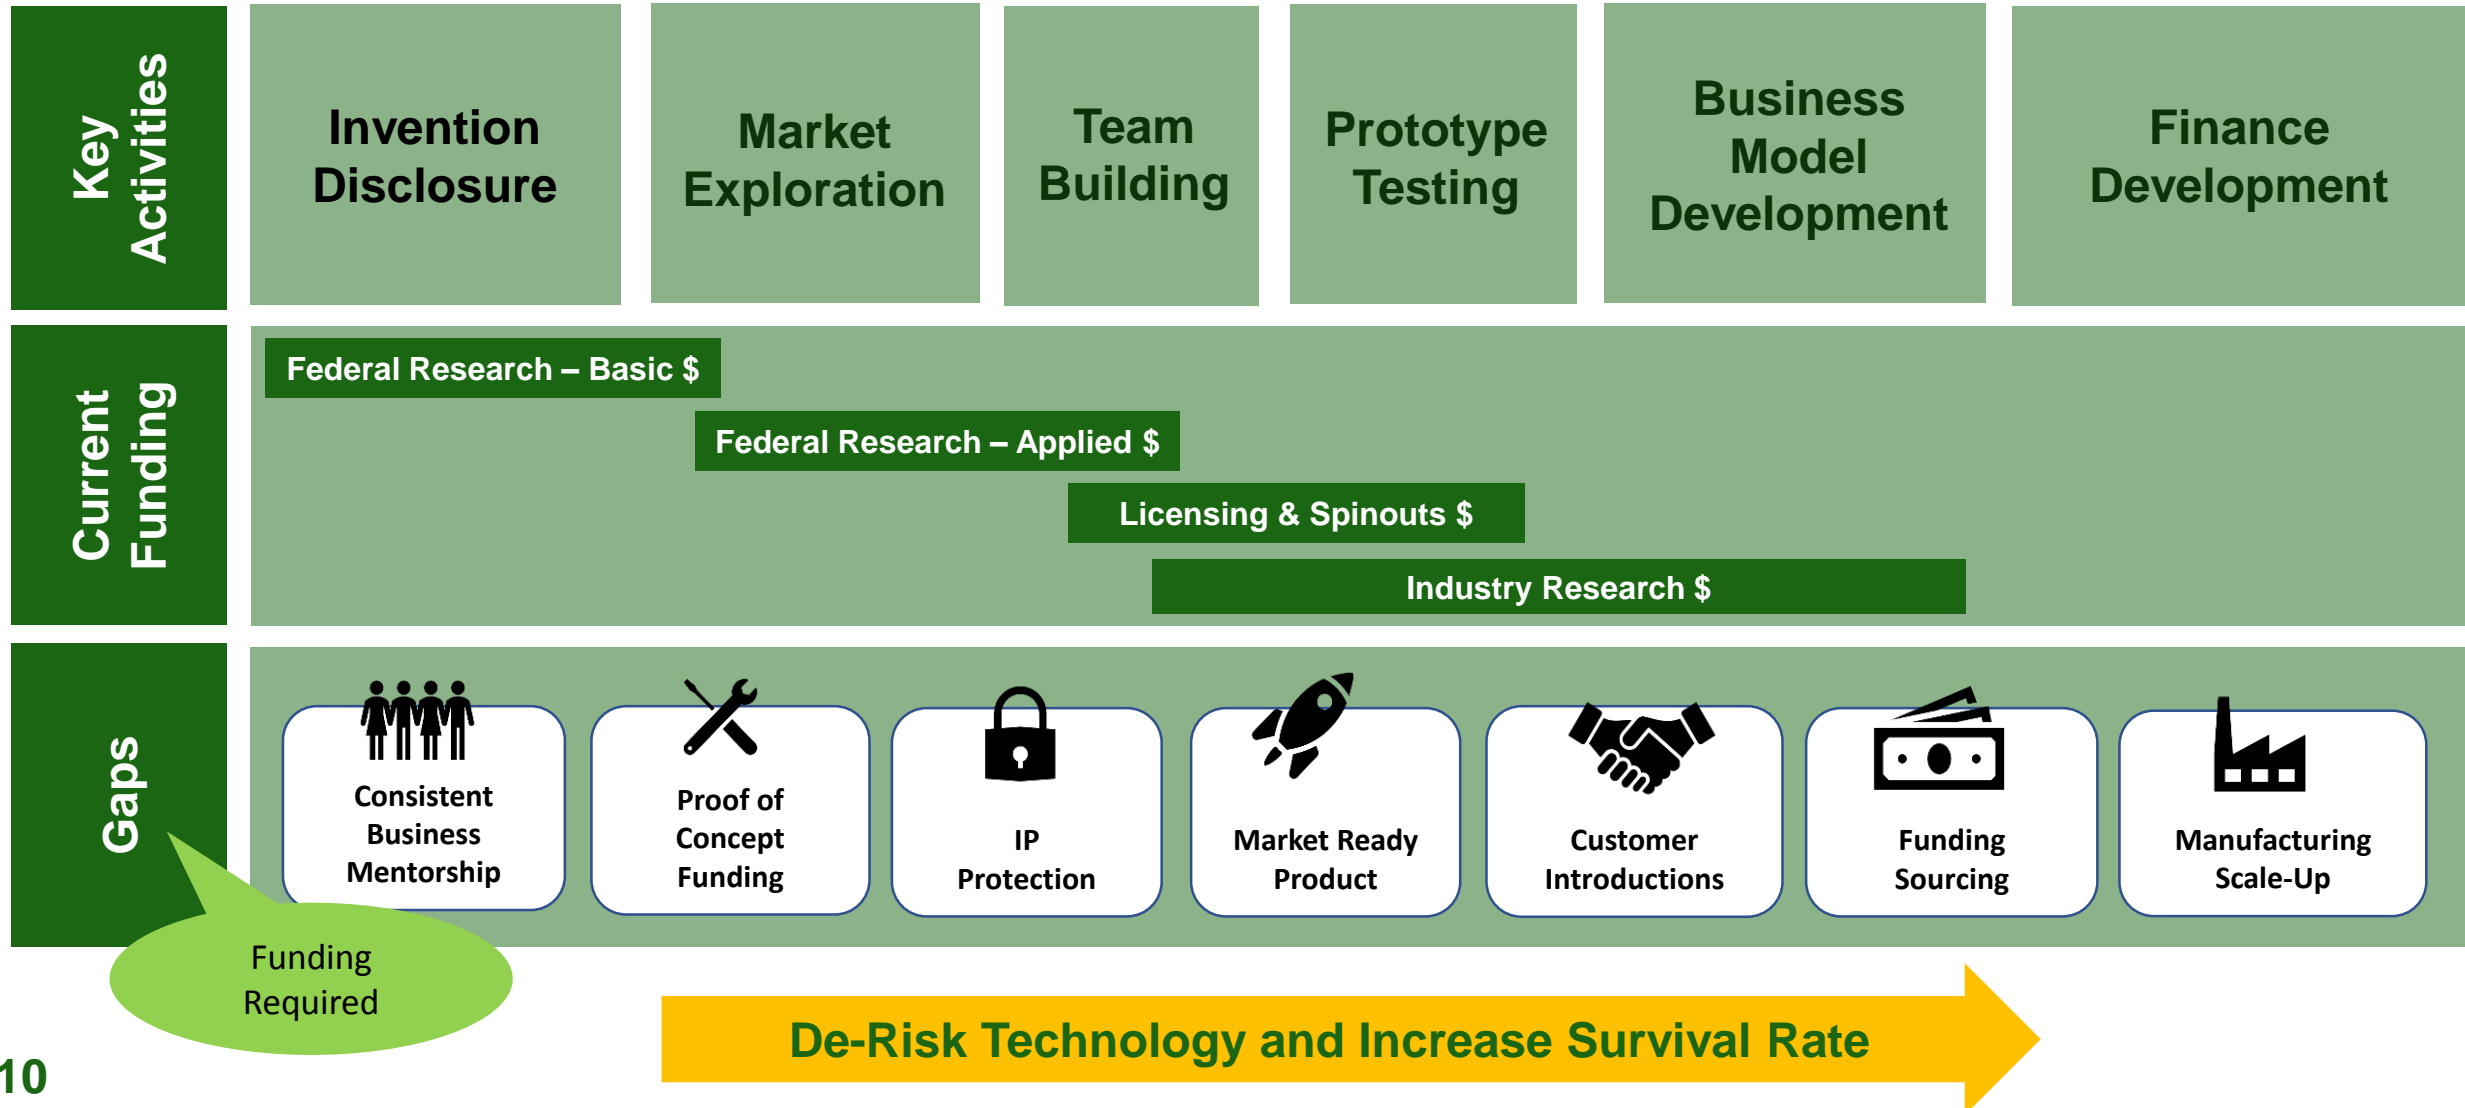 Key
Activities
Invention
Disclosure
Market
Exploration
Team
Building
Prototype
Testing
Business
Model
Development
Finance
Development
Current
Funding
Federal Research – Basic $
Federal Research – Applied $
Licensing & Spinouts $
Industry Research $
Gaps
Consistent
Business
Mentorship
Proof of
Concept
Funding
IP
Protection
Market Ready
Product
Customer
Introductions
Funding
Sourcing
Manufacturing
Scale-Up
Funding
Required
De-Risk Technology and Increase Survival Rate
10